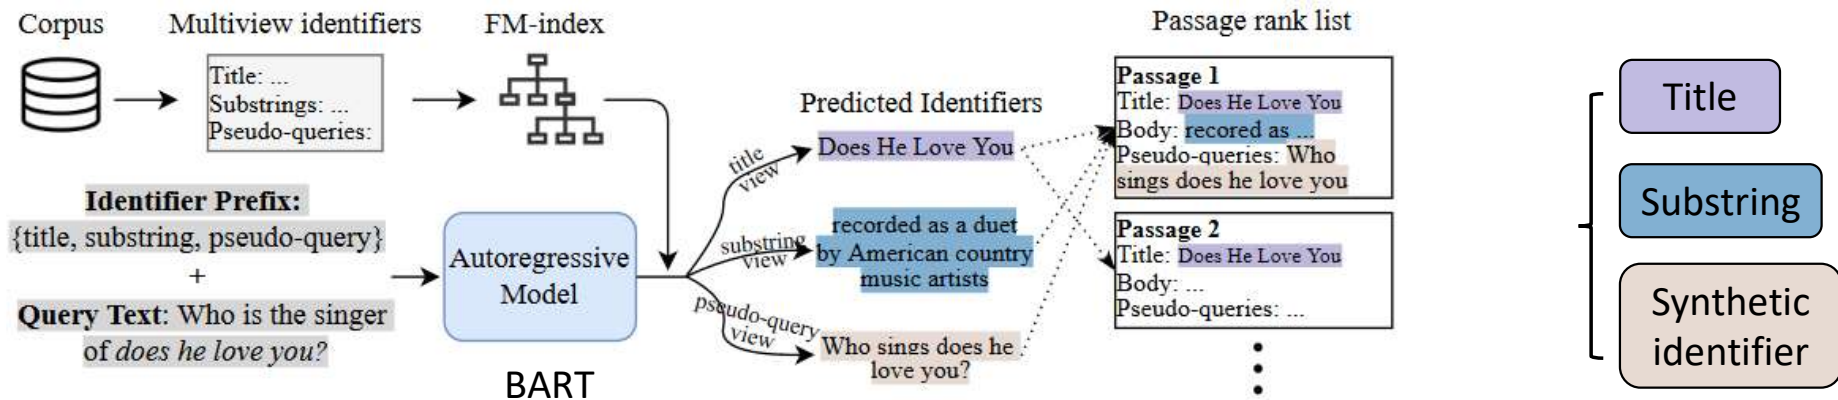 Corpus
Multiview identifiers
FM-index
Passage rank list
Title: ...
Substrings: ...
Pseudo-queries:
Identifier Prefix:
{title, substring, pseudo-query}
+
Query Text: Who is the singer
of does he love you?
Autoregressive
Model
BART
title
view
substring
view
pseudo-query
view
Predicted Identifiers
Does He Love You
recorded as a duet
by American country
music artists
Who sings does he
love you?
Passage 1
Title: Does He Love You
Body: recored as ...
Pseudo-queries: Who
sings does he love you
Passage 2
Title: Does He Love You
Body: ...
Pseudo-queries: ...
Title
Substring
Synthetic
identifier